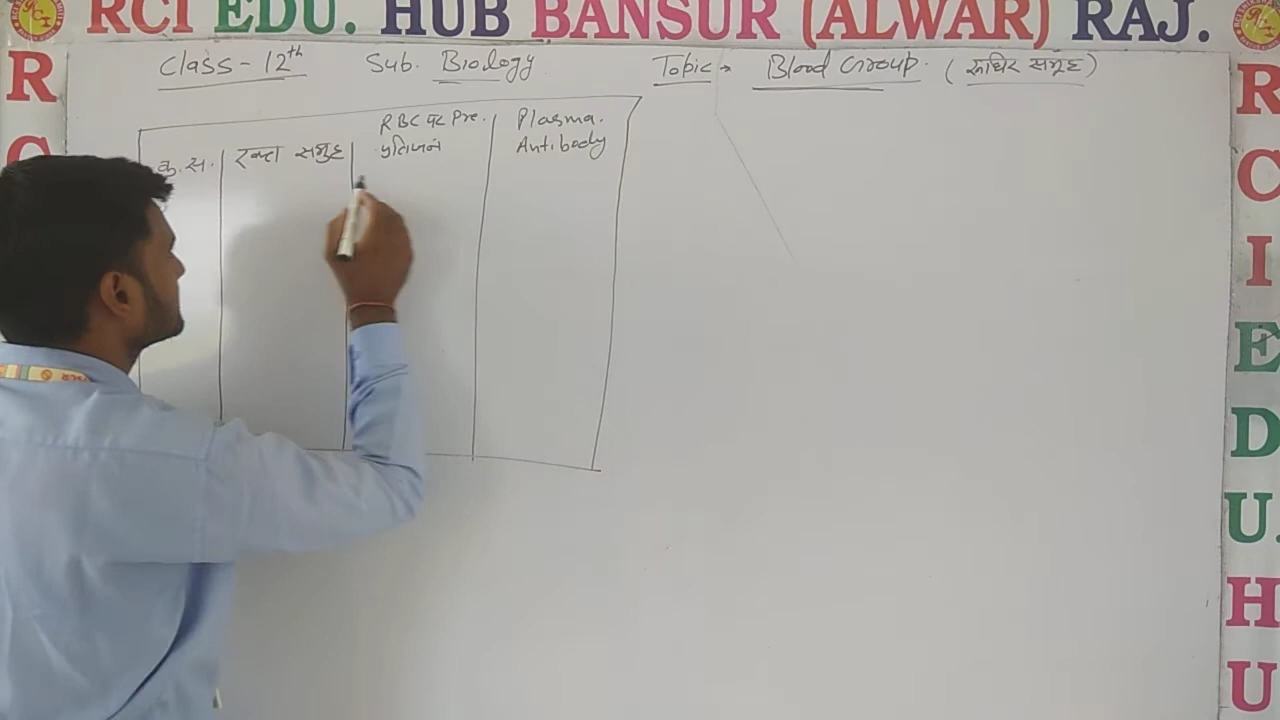 RCI EDU. HUB BANSUR (ALWAR) RAJ.
Class - 12th Sub. Biology Topic → Blood Group. (रुधिर समूह)
क्र.स. रक्त समुह RBC पर Pre. प्रतिजन Plasma. Antibody
R
C
R
C
I
E
D
U.
H
U